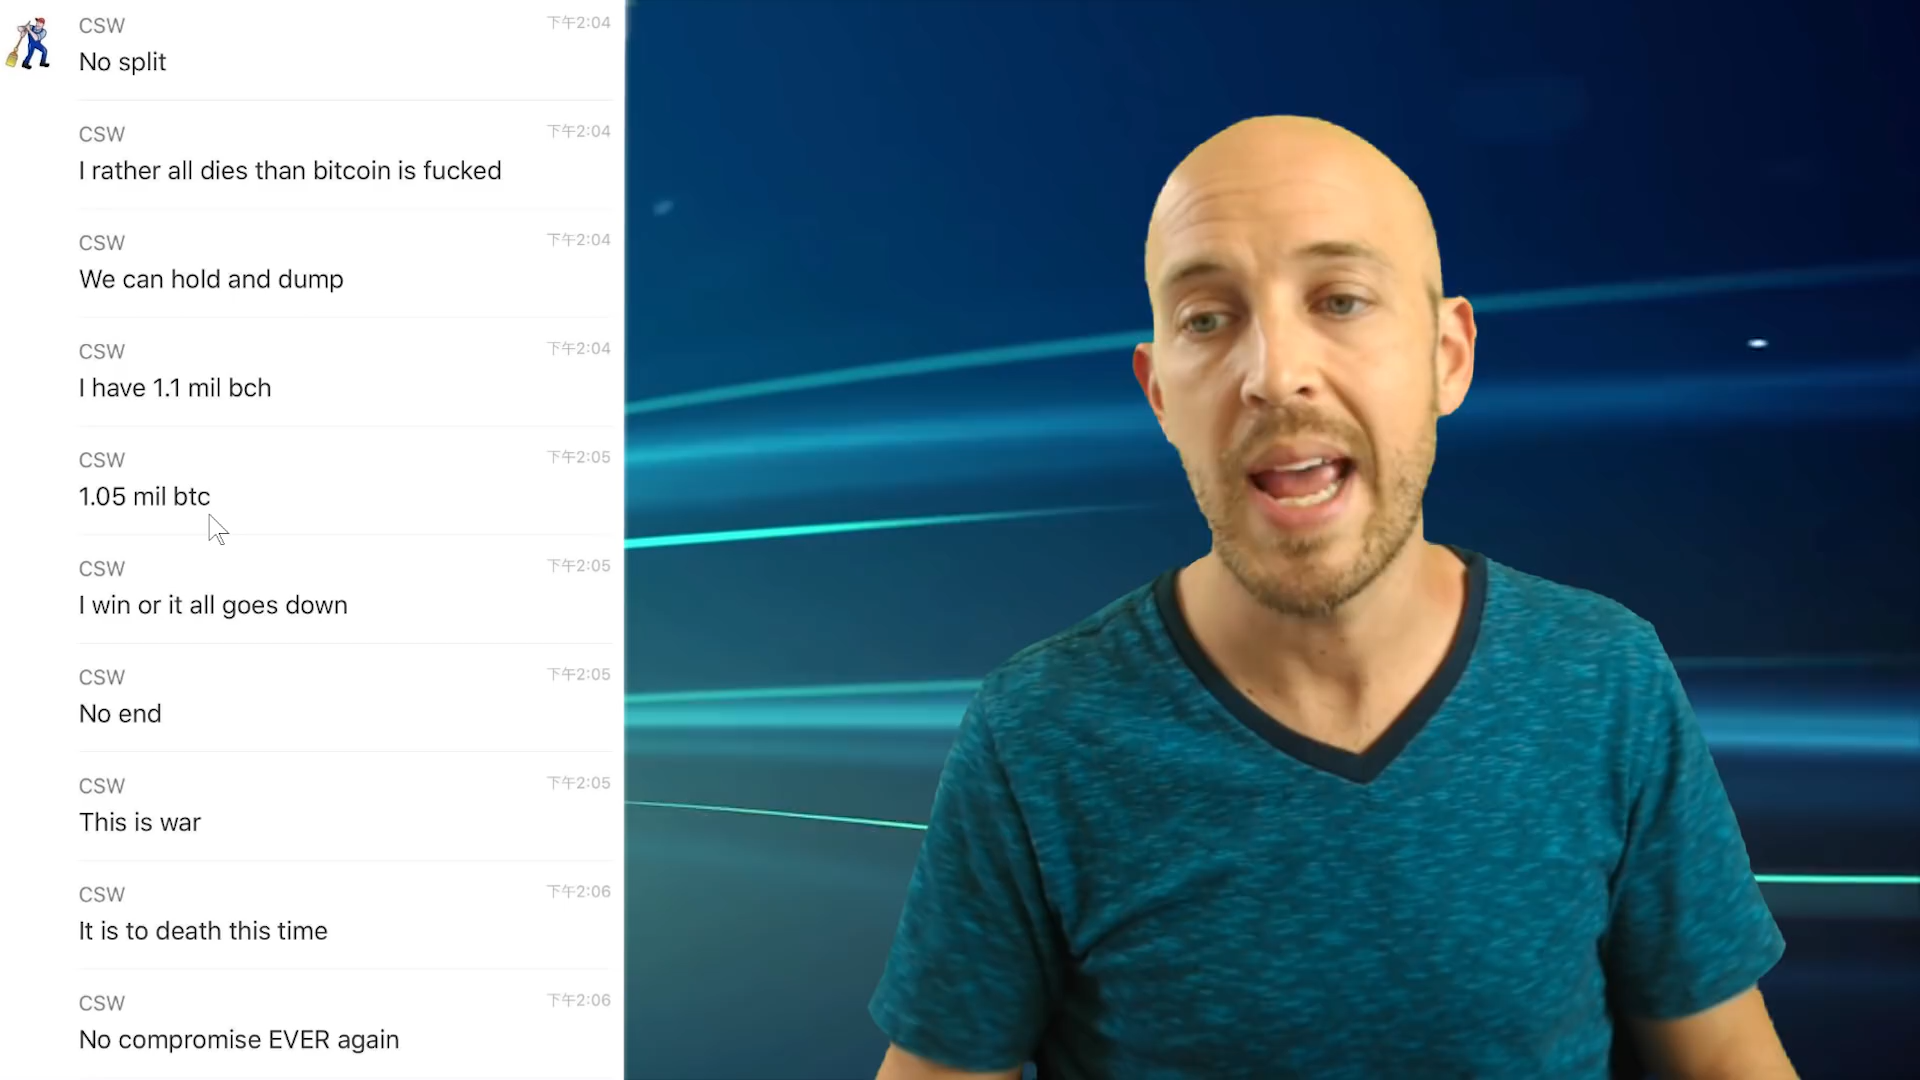 CSW 下午2:04
No split
CSW 下午2:04
I rather all dies than bitcoin is fucked
CSW 下午2:04
We can hold and dump
CSW 下午2:04
I have 1.1 mil bch
CSW 下午2:05
1.05 mil btc
CSW 下午2:05
I win or it all goes down
CSW 下午2:05
No end
CSW 下午2:05
This is war
CSW 下午2:06
It is to death this time
CSW 下午2:06
No compromise EVER again